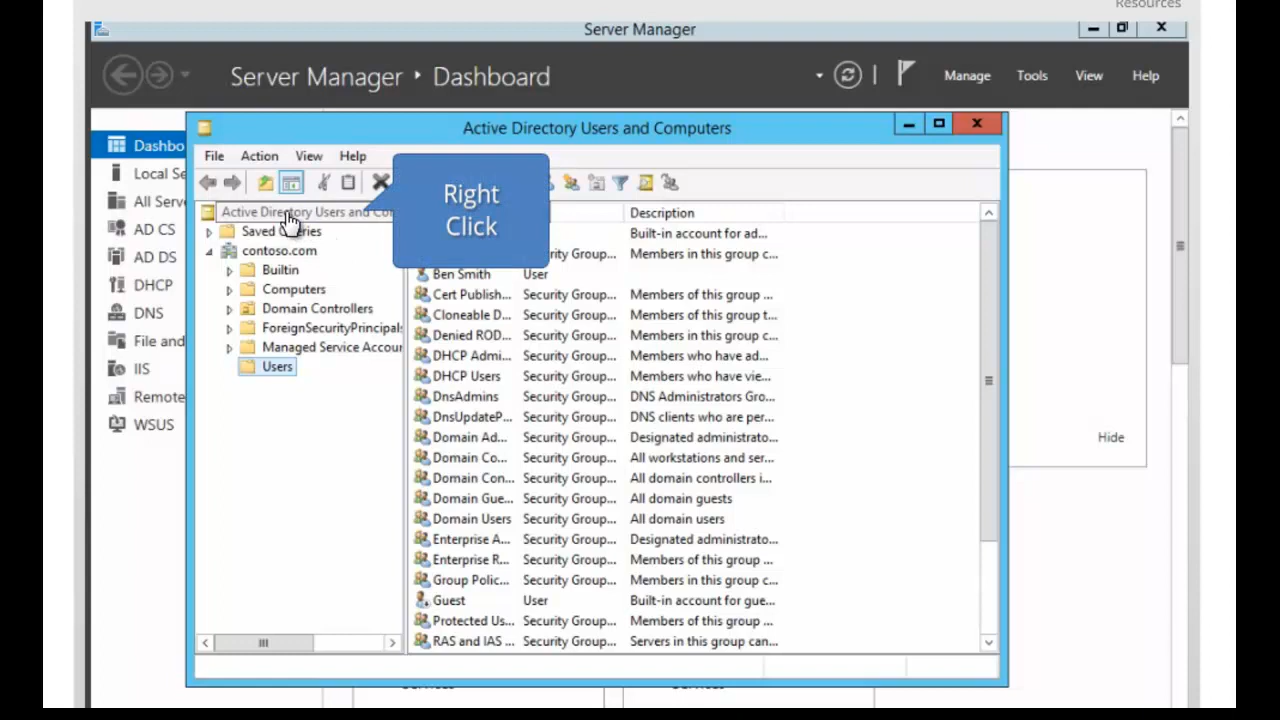 Resources
Server Manager
Server Manager • Dashboard
Manage Tools View Help
Dashbo
Local Se
All Serv
AD CS
AD DS
DHCP
DNS
File and
IIS
Remote
WSUS
Active Directory Users and Computers
File Action View Help
Right
Click
Active Directory Users and Con
Saved Queries
contoso.com
Builtin
Computers
Domain Controllers
ForeignSecurityPrincipals
Managed Service Accour
Users
Description
Built-in account for ad...
ity Group... Members in this group c...
Ben Smith User
Cert Publish... Security Group... Members of this group ...
Cloneable D... Security Group... Members of this group t...
Denied ROD... Security Group... Members in this group c...
DHCP Admi... Security Group... Members who have ad...
DHCP Users Security Group... Members who have vie...
DnsAdmins Security Group... DNS Administrators Gro...
DnsUpdateP... Security Group... DNS clients who are per...
Domain Ad... Security Group... Designated administrato...
Domain Co... Security Group... All workstations and ser...
Domain Con... Security Group... All domain controllers i...
Domain Gue... Security Group... All domain guests
Domain Users Security Group... All domain users
Enterprise A... Security Group... Designated administrato...
Enterprise R... Security Group... Members of this group ...
Group Polic... Security Group... Members in this group c...
Guest User Built-in account for gue...
Protected Us... Security Group... Members of this group ...
RAS and IAS ... Security Group... Servers in this group can...
Hide